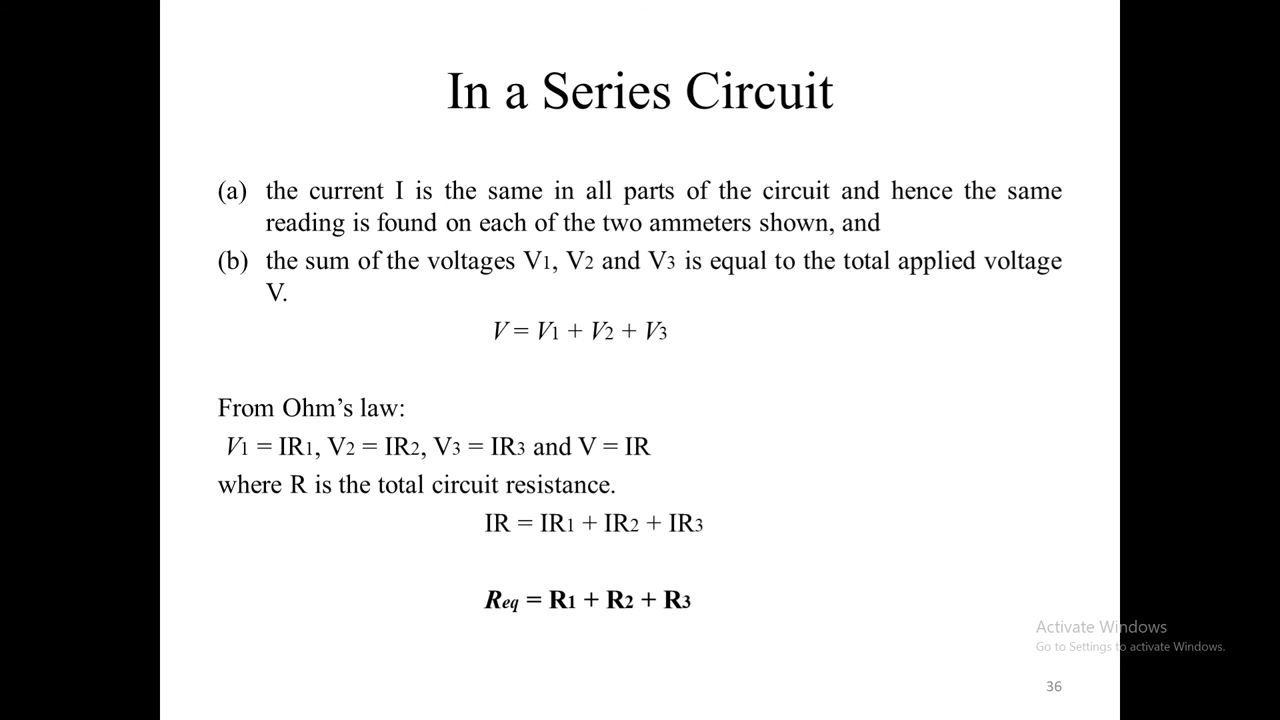 In a Series Circuit
(a) the current I is the same in all parts of the circuit and hence the same
reading is found on each of the two ammeters shown, and
(b) the sum of the voltages V1, V2 and V3 is equal to the total applied voltage
V.
V = V1 + V2 + V3
From Ohm’s law:
V1 = IR1, V2 = IR2, V3 = IR3 and V = IR
where R is the total circuit resistance.
IR = IR1 + IR2 + IR3
Req = R1 + R2 + R3
Activate Windows
Go to Settings to activate Windows.
36